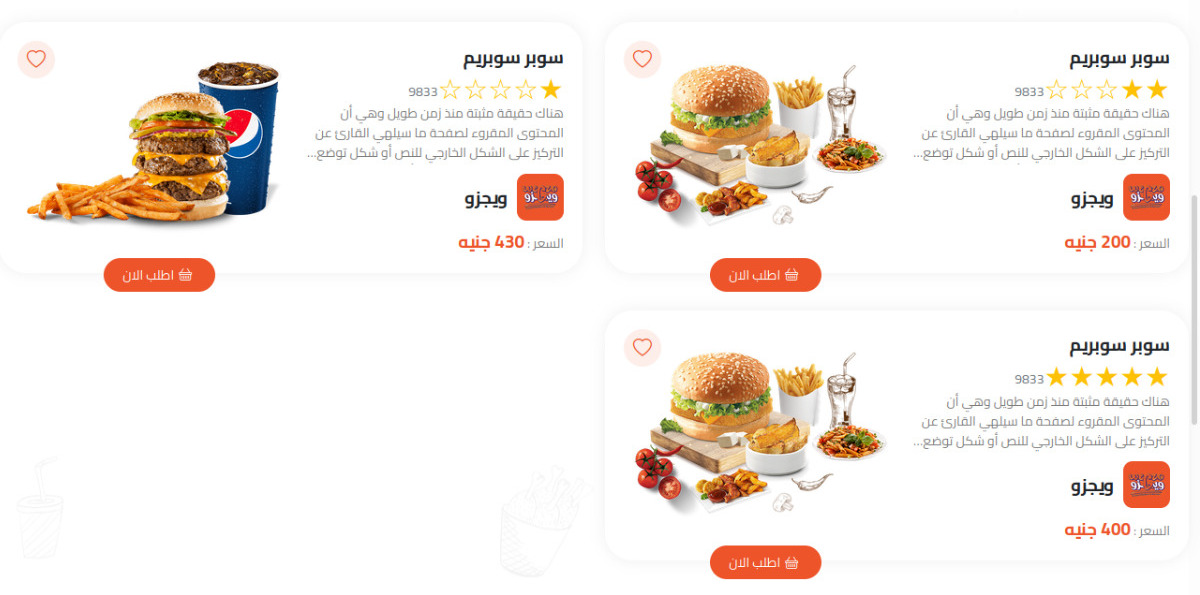 سوبر سوبريم
9833
هناك حقيقة مثبتة منذ زمن طويل وهي أن
المحتوى المقروء لصفحة ما سيلهي القارئ عن
التركيز على الشكل الخارجي للنص أو شكل توضع...
ويجزو
السعر : 200 جنيه
اطلب الان
سوبر سوبريم
9833
هناك حقيقة مثبتة منذ زمن طويل وهي أن
المحتوى المقروء لصفحة ما سيلهي القارئ عن
التركيز على الشكل الخارجي للنص أو شكل توضع...
ويجزو
السعر : 430 جنيه
اطلب الان
سوبر سوبريم
9833
هناك حقيقة مثبتة منذ زمن طويل وهي أن
المحتوى المقروء لصفحة ما سيلهي القارئ عن
التركيز على الشكل الخارجي للنص أو شكل توضع...
ويجزو
السعر : 400 جنيه
اطلب الان